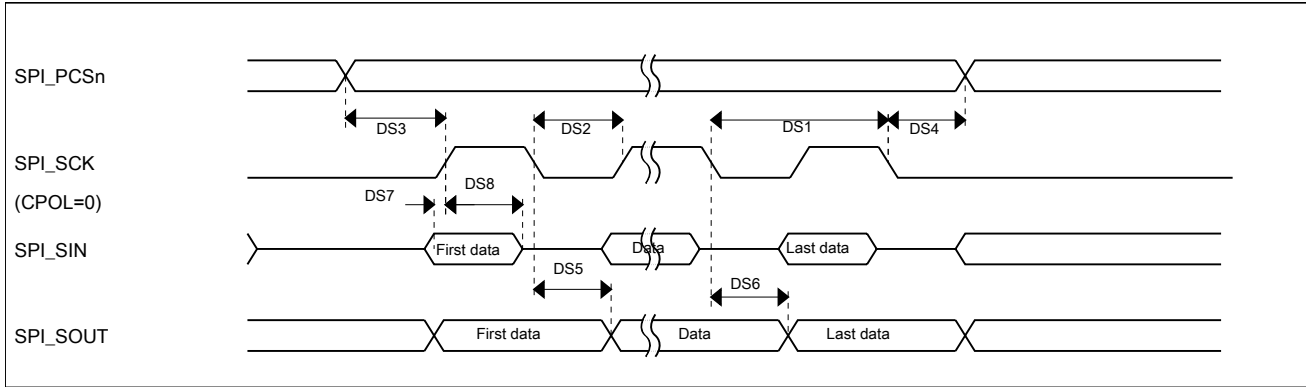 SPI_PCSn
DS3
DS2
DS1
DS4
SPI_SCK
(CPOL=0)
DS7
DS8
SPI_SIN
First data
Data
Last data
DS5
DS6
SPI_SOUT
First data
Data
Last data